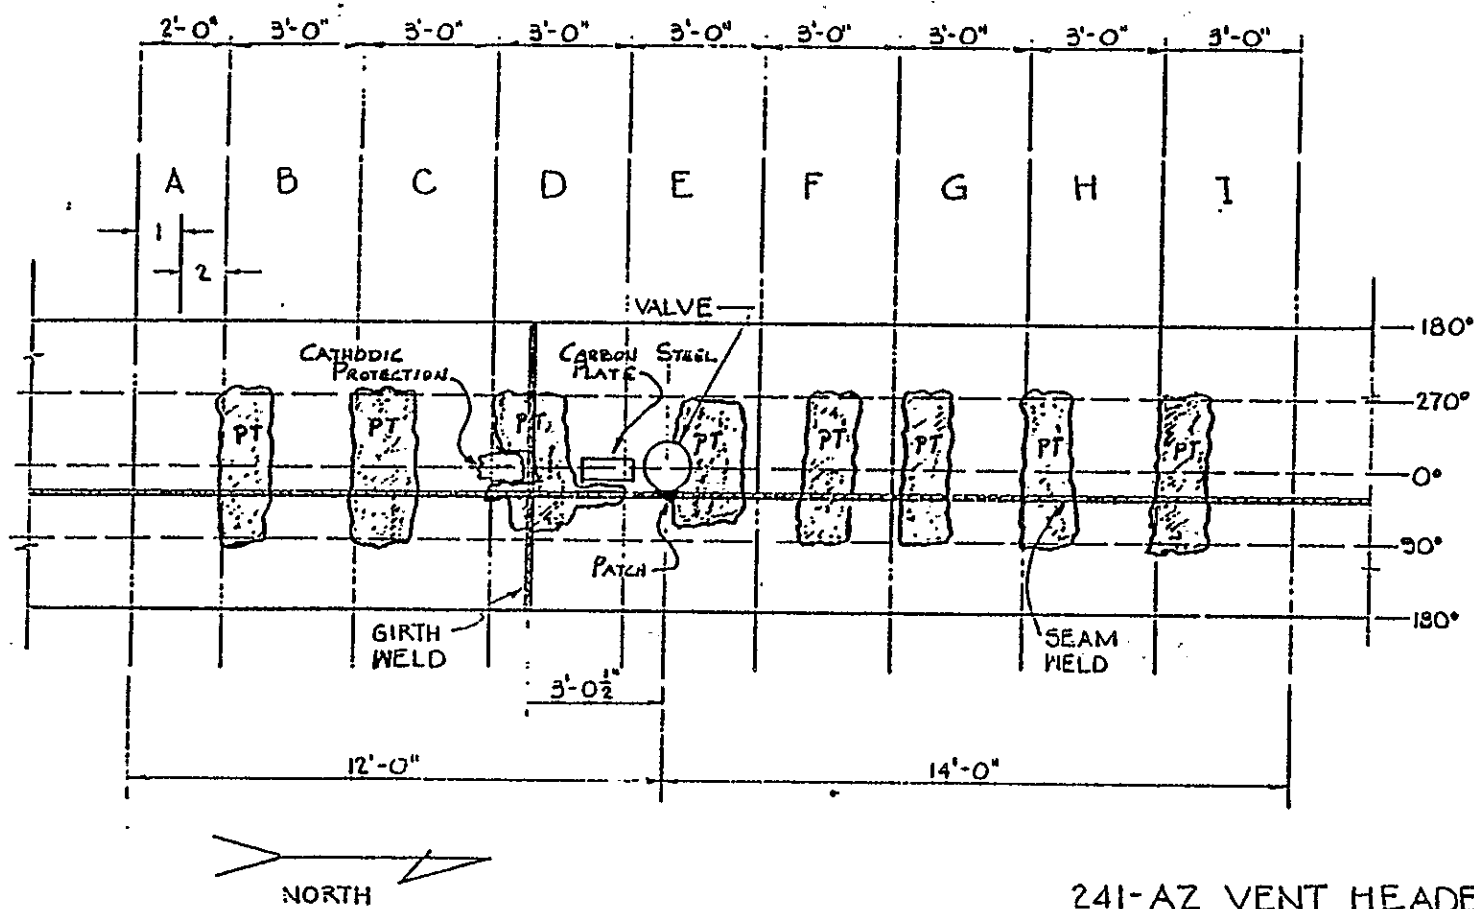 2'-0" 3'-0" 3'-0" 3'-0" 3'-0" 3'-0" 3'-0" 3'-0" 3'-0"
A B C D E F G H I
1
2
VALVE
180°
CATHODIC
PROTECTION
CARBON STEEL
PLATE
270°
PT PT PT PT PT PT PT PT
0°
90°
PATCH
180°
GIRTH
WELD
SEAM
WELD
3'-0½"
12'-0" 14'-0"
NORTH
241-AZ VENT HEADE